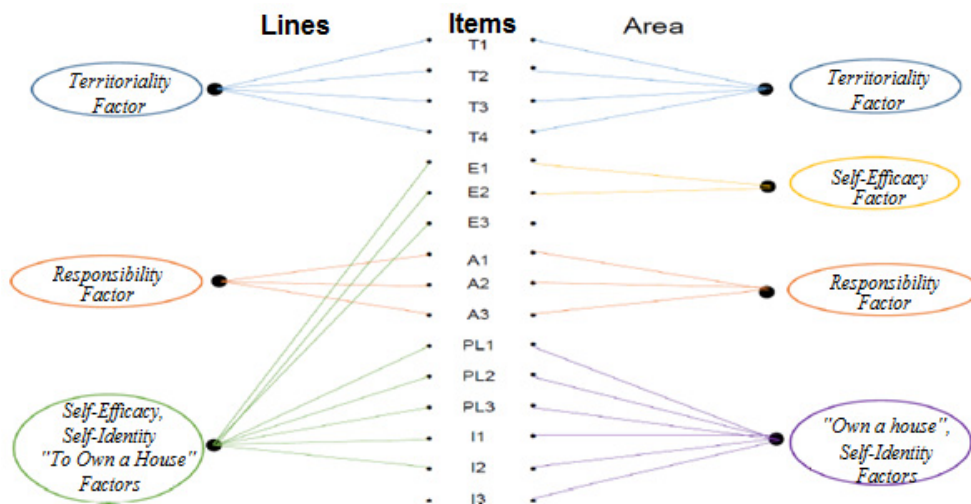 Lines
Items
Area
Territoriality
Factor
Responsibility
Factor
Self-Efficacy,
Self-Identity
"To Own a House"
Factors
T1
T2
T3
T4
E1
E2
E3
A1
A2
A3
PL1
PL2
PL3
I1
I2
I3
Territoriality
Factor
Self-Efficacy
Factor
Responsibility
Factor
"Own a house",
Self-Identity
Factors